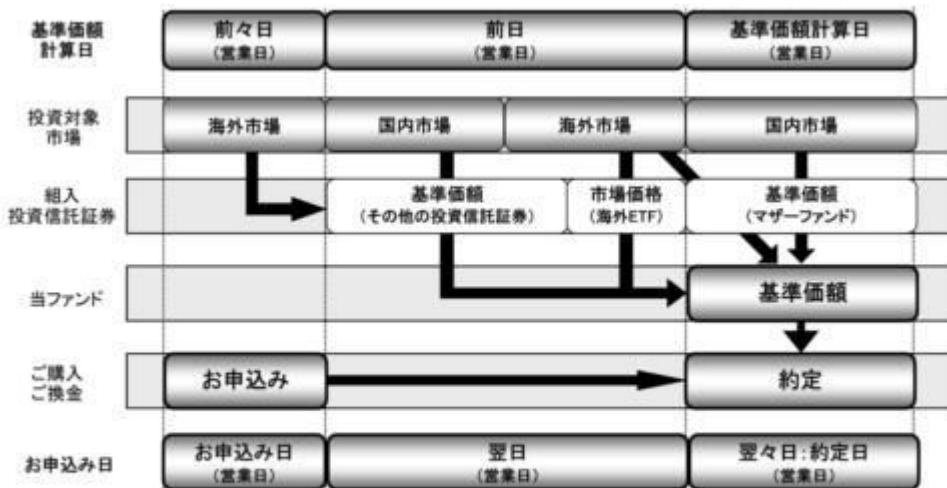 基準価額
計算日
前々日
(営業日)
前日
(営業日)
基準価額計算日
(営業日)
投資対象
市場
海外市場
国内市場
海外市場
国内市場
組入
投資信託証券
基準価額
(その他の投資信託証券)
市場価格
(海外ETF)
基準価額
(マザーファンド)
当ファンド
基準価額
ご購入
ご換金
お申込み
約定
お申込み日
お申込み日
(営業日)
翌日
(営業日)
翌々日:約定日
(営業日)